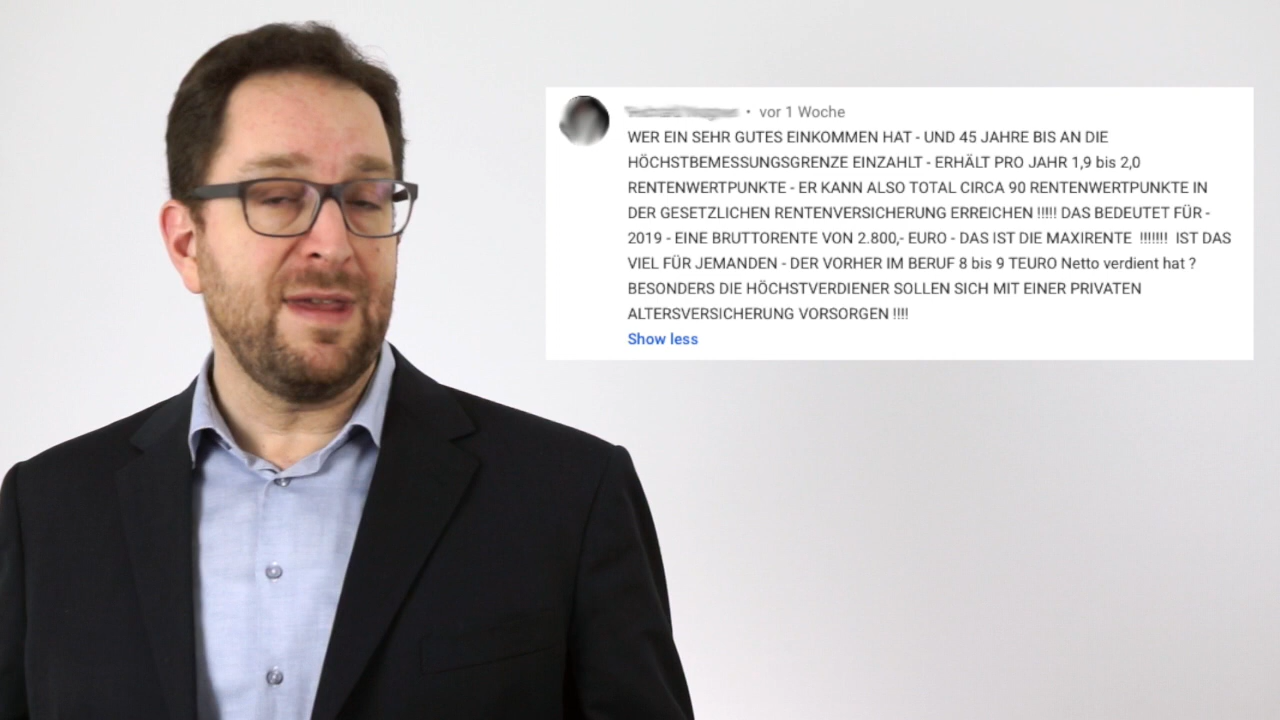 • vor 1 Woche
WER EIN SEHR GUTES EINKOMMEN HAT - UND 45 JAHRE BIS AN DIE
HÖCHSTBEMESSUNGSGRENZE EINZAHLT - ERHÄLT PRO JAHR 1,9 bis 2,0
RENTENWERTPUNKTE - ER KANN ALSO TOTAL CIRCA 90 RENTENWERTPUNKTE IN
DER GESETZLICHEN RENTENVERSICHERUNG ERREICHEN !!!!! DAS BEDEUTET FÜR -
2019 - EINE BRUTTORENTE VON 2.800,- EURO - DAS IST DIE MAXIRENTE !!!!!!! IST DAS
VIEL FÜR JEMANDEN - DER VORHER IM BERUF 8 bis 9 TEURO Netto verdient hat ?
BESONDERS DIE HÖCHSTVERDIENER SOLLEN SICH MIT EINER PRIVATEN
ALTERSVERSICHERUNG VORSORGEN !!!!
Show less